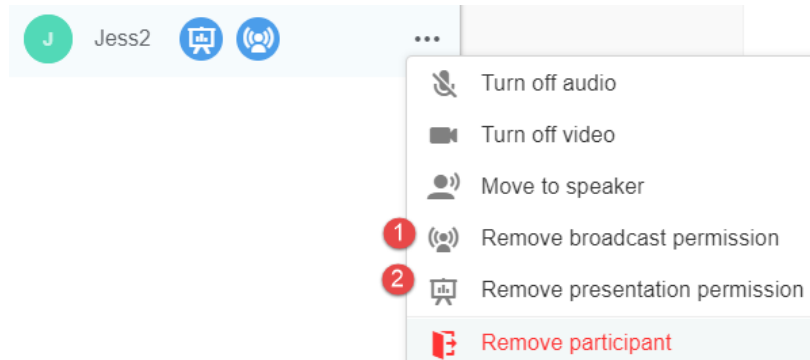 J Jess2 ...
Turn off audio
Turn off video
Move to speaker
1 Remove broadcast permission
2 Remove presentation permission
Remove participant